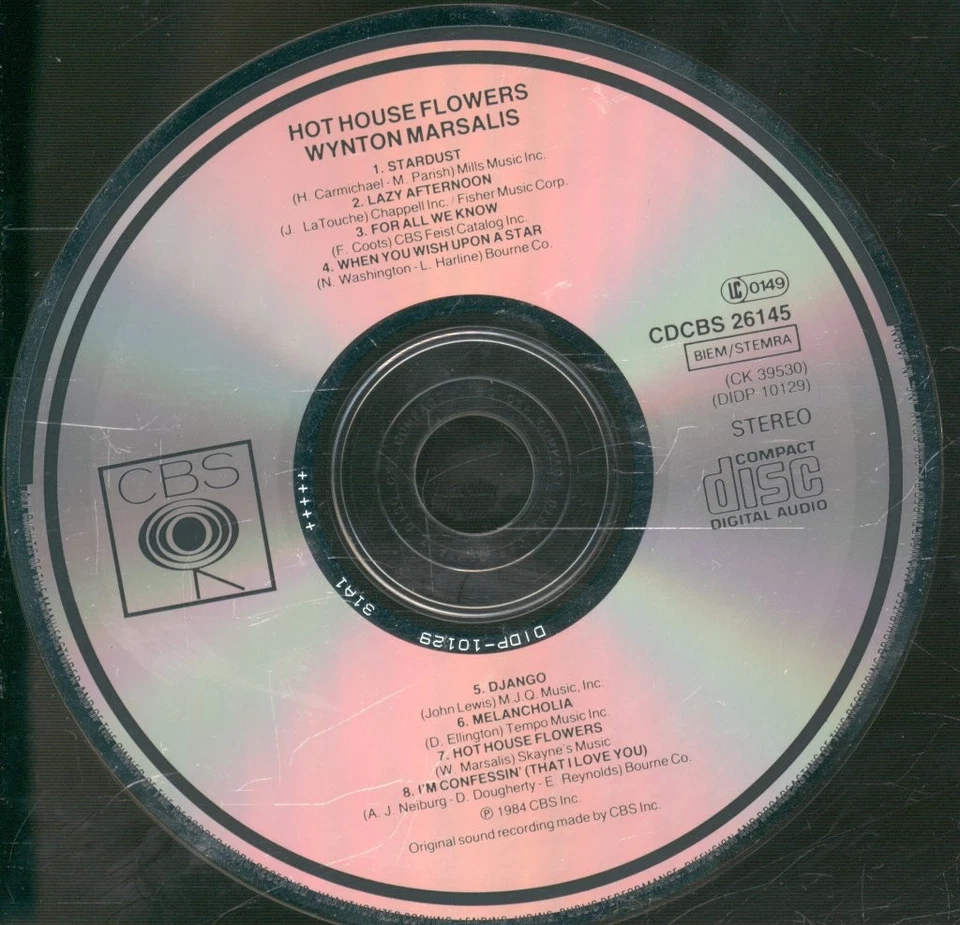 HOT HOUSE FLOWERS
WYNTON MARSALIS
1. STARDUST
(H. Carmichael - M. Parish) Mills Music Inc.
2. LAZY AFTERNOON
(J. LaTouche) Chappell Inc. / Fisher Music Corp.
3. FOR ALL WE KNOW
(F. Coots) CBS Feist Catalog Inc.
4. WHEN YOU WISH UPON A STAR
(N. Washington - L. Harline) Bourne Co.
LC 0149
CDCBS 26145
BIEM/STEMRA
(CK 39530)
(DIDP 10129)
STEREO
COMPACT
disc
DIGITAL AUDIO
CBS
31A1
DIDP-10129
5. DJANGO
(John Lewis) M.J.Q. Music, Inc.
6. MELANCHOLIA
(D. Ellington) Tempo Music Inc.
7. HOT HOUSE FLOWERS
(W. Marsalis) Skayne's Music
8. I'M CONFESSIN' (THAT I LOVE YOU)
(A. J. Neiburg - D. Dougherty - E. Reynolds) Bourne Co.
℗ 1984 CBS Inc.
Original sound recording made by CBS Inc.